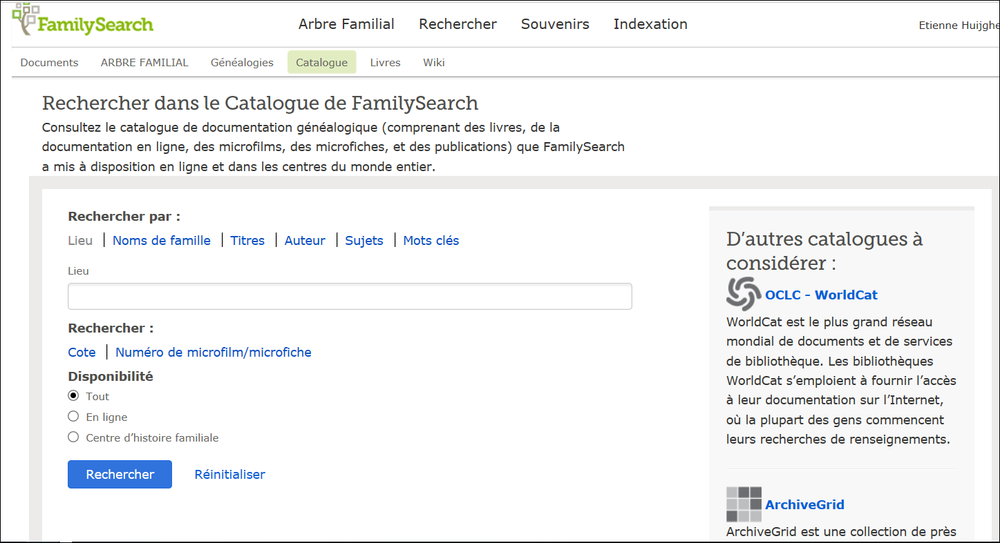 FamilySearch
Arbre Familial Rechercher Souvenirs Indexation
Etienne
Documents ARBRE FAMILIAL Généalogies Catalogue Livres Wiki
Rechercher dans le Catalogue de FamilySearch
Consultez le catalogue de documentation généalogique (comprenant des livres, de la
documentation en ligne, des microfilms, des microfiches, et des publications) que FamilySearch
a mis à disposition en ligne et dans les centres du monde entier.
Rechercher par :
Lieu Noms de famille Titres Auteur Sujets Mots clés
Lieu
Rechercher :
Cote Numéro de microfilm/microfiche
Disponibilité
Tout
En ligne
Centre d’histoire familiale
Rechercher Réinitialiser
D’autres catalogues à
considérer :
OCLC - WorldCat
WorldCat est le plus grand réseau
mondial de documents et de services
de bibliothèque. Les bibliothèques
WorldCat s’emploient à fournir l’accès
à leur documentation sur l’Internet,
où la plupart des gens commencent
leurs recherches de renseignements.
ArchiveGrid
ArchiveGrid est une collection de près